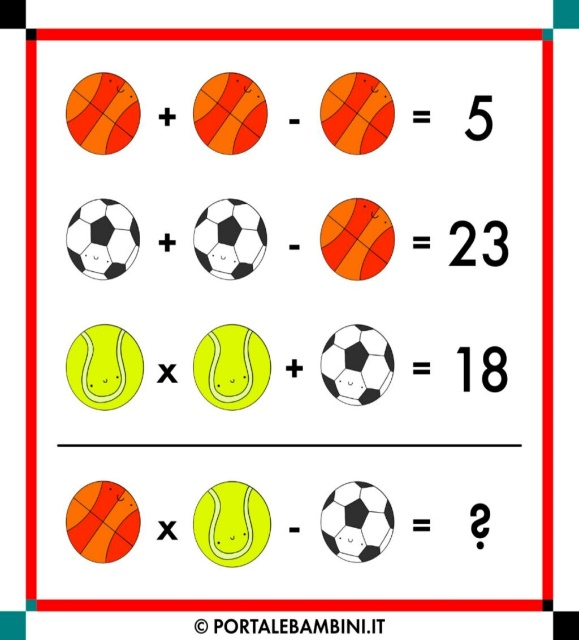 + - = 5
+ - = 23
x + = 18
x - = ?
© PORTALEBAMBINI.IT